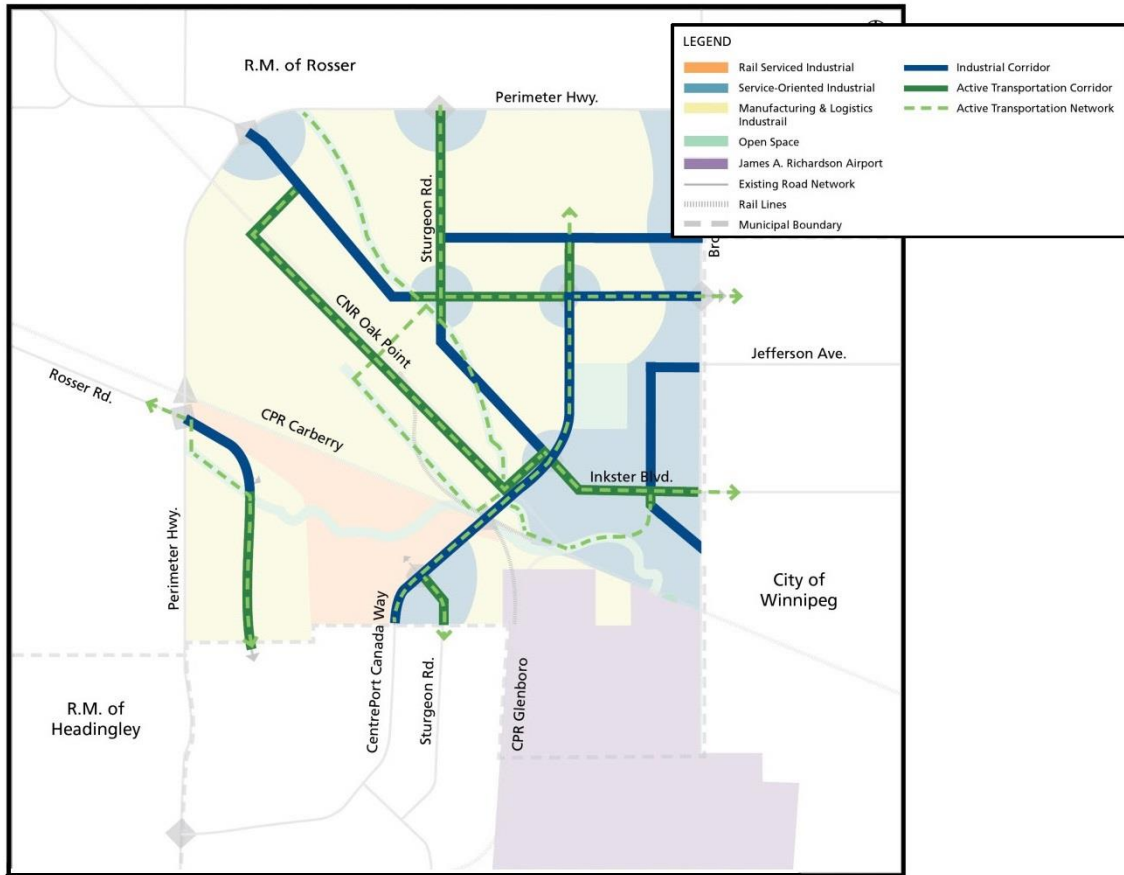 R.M. of Rosser
Perimeter Hwy.
LEGEND
Rail Serviced Industrial
Service-Oriented Industrial
Manufacturing & Logistics
Industrail
Open Space
James A. Richardson Airport
Existing Road Network
Rail Lines
Municipal Boundary
Industrial Corridor
Active Transportation Corridor
Active Transportation Network
Sturgeon Rd.
Bro
CNR Oak Point
Jefferson Ave.
Rosser Rd.
CPR Carberry
Inkster Blvd.
Perimeter Hwy.
City of
Winnipeg
CentrePort Canada Way
Sturgeon Rd.
CPR Glenboro
R.M. of
Headingley